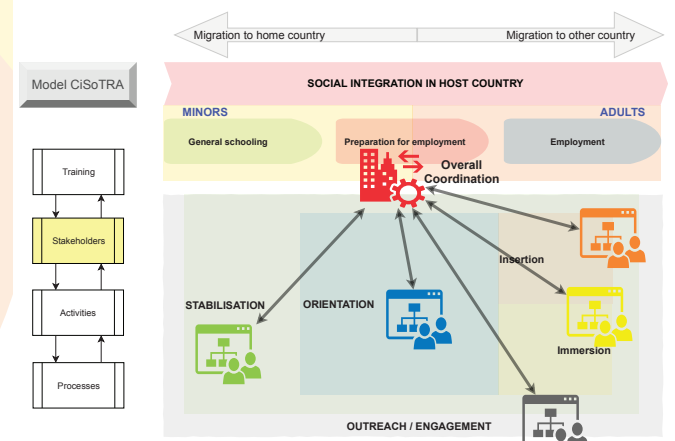 Migration to home country
Migration to other country
Model CiSoTRA
SOCIAL INTEGRATION IN HOST COUNTRY
MINORS
ADULTS
General schooling
Preparation for employment
Employment
Overall
Coordination
Training
Stakeholders
Activities
Processes
Insertion
STABILISATION
ORIENTATION
Immersion
OUTREACH / ENGAGEMENT